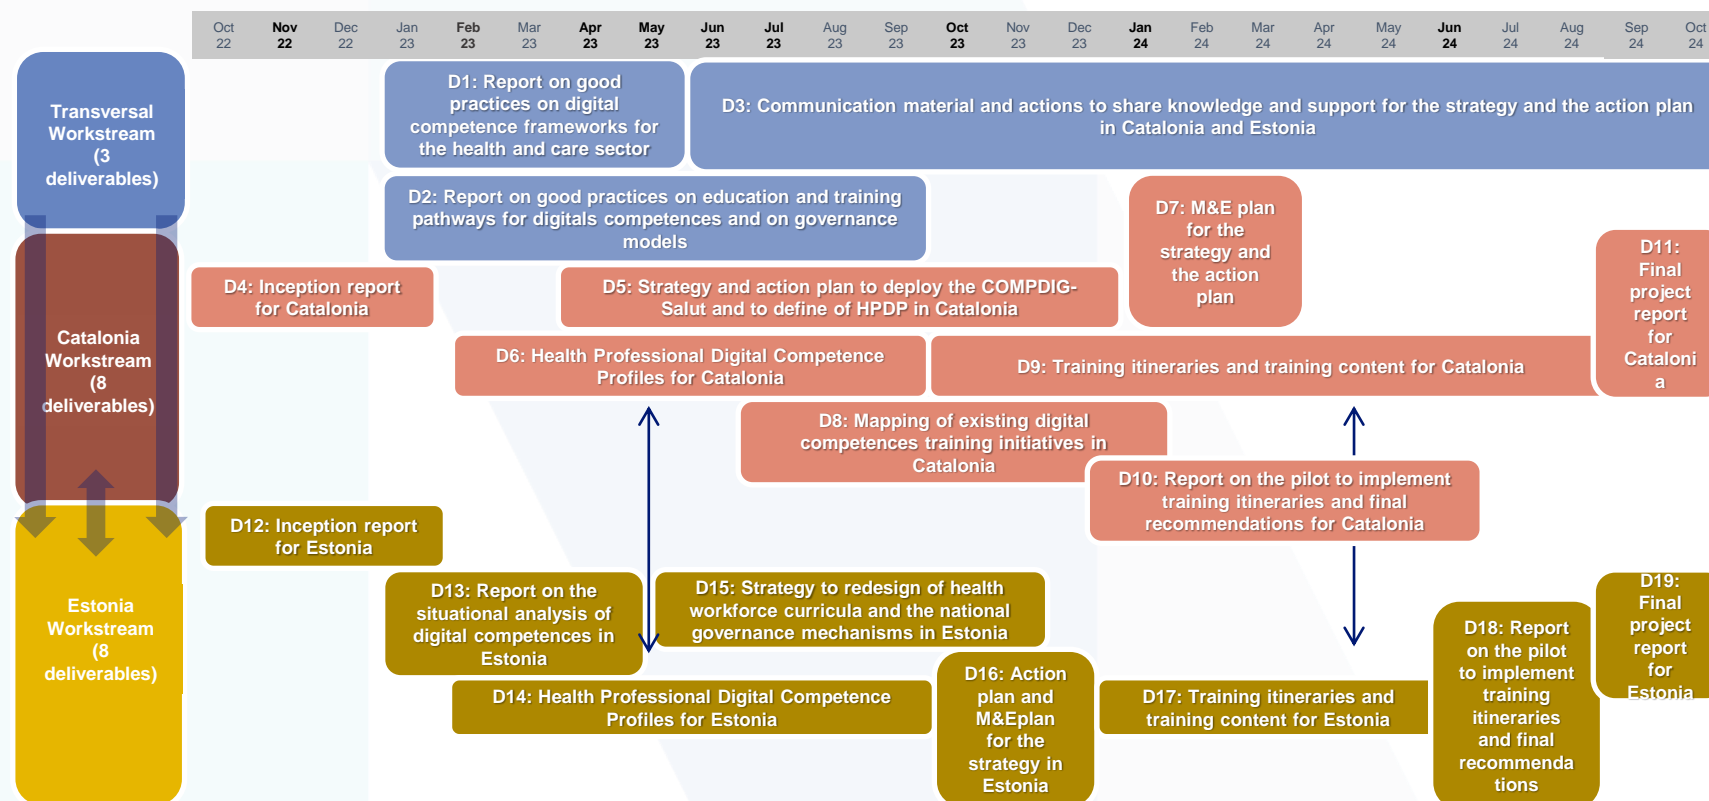 Oct
22
Nov
22
Dec
22
Jan
23
Feb
23
Mar
23
Apr
23
May
23
Jun
23
Jul
23
Aug
23
Sep
23
Oct
23
Nov
23
Dec
23
Jan
24
Feb
24
Mar
24
Apr
24
May
24
Jun
24
Jul
24
Aug
24
Sep
24
Oct
24
Transversal
Workstream
(3
deliverables)
D1: Report on good
practices on digital
competence frameworks for
the health and care sector
D3: Communication material and actions to share knowledge and support for the strategy and the action plan
in Catalonia and Estonia
D2: Report on good practices on education and training
pathways for digitals competences and on governance
models
Catalonia
Workstream
(8
deliverables)
D4: Inception report
for Catalonia
D5: Strategy and action plan to deploy the COMPDIG-
Salut and to define of HPDP in Catalonia
D7: M&E plan
for the
strategy and
the action
plan
D11:
Final
project
report
for
Cataloni
a
D6: Health Professional Digital Competence
Profiles for Catalonia
D9: Training itineraries and training content for Catalonia
D8: Mapping of existing digital
competences training initiatives in
Catalonia
D10: Report on the pilot to implement
training itineraries and final
recommendations for Catalonia
Estonia
Workstream
(8
deliverables)
D12: Inception report
for Estonia
D13: Report on the
situational analysis of
digital competences in
Estonia
D15: Strategy to redesign of health
workforce curricula and the national
governance mechanisms in Estonia
D14: Health Professional Digital Competence
Profiles for Estonia
D16: Action
plan and
M&Eplan
for the
strategy in
Estonia
D17: Training itineraries and
training content for Estonia
D18: Report
on the pilot
to implement
training
itineraries
and final
recommenda
tions
D19:
Final
project
report
for
Estonia